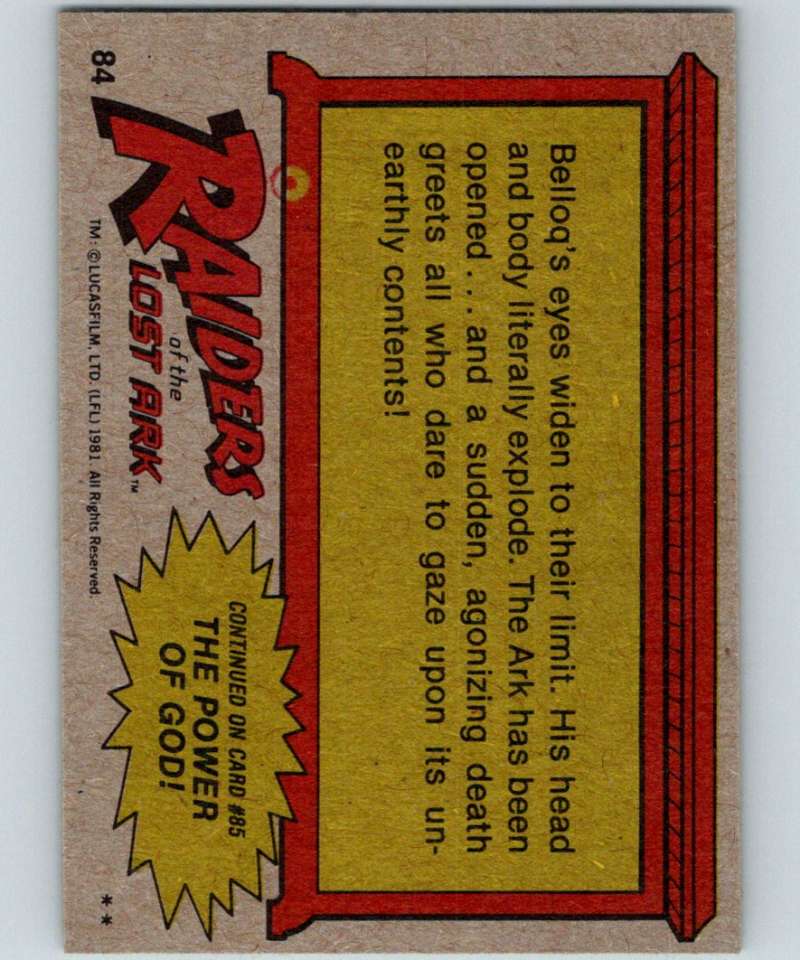 Belloq's eyes widen to their limit. His head
and body literally explode. The Ark has been
opened . . . and a sudden, agonizing death
greets all who dare to gaze upon its un-
earthly contents!
RAIDERS
of the
LOST ARK™
CONTINUED ON CARD #85
THE POWER
OF GOD!
84
TM: ©LUCASFILM, LTD. (LFL) 1981 All Rights Reserved.
**